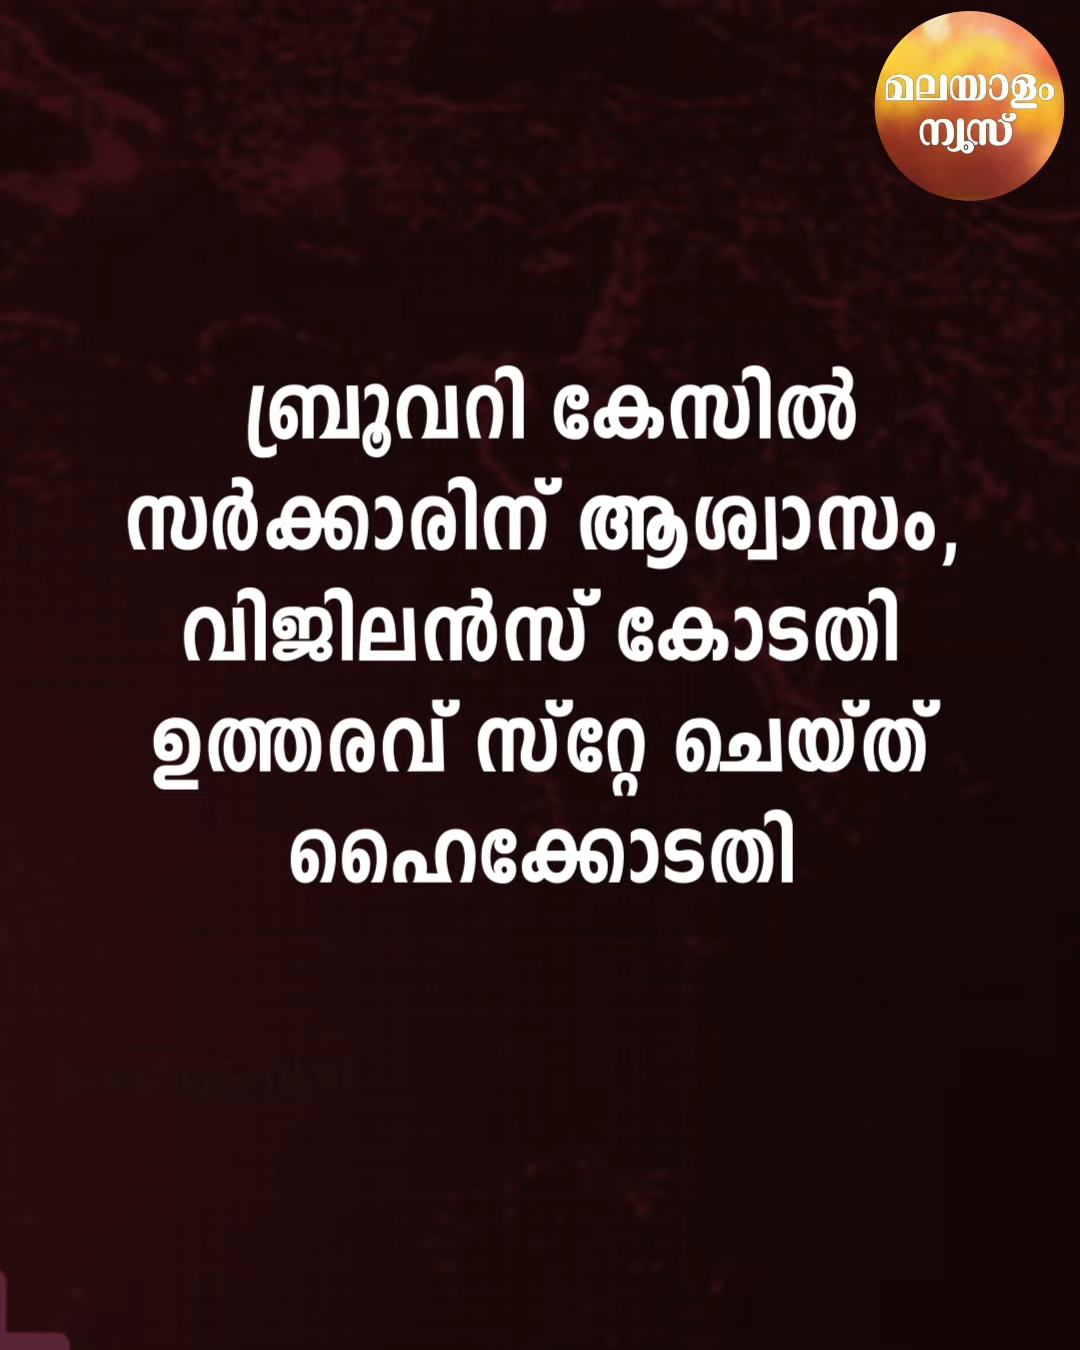 മലയാളം
ന്യൂസ്
ബ്രൂവറി കേസിൽ
സർക്കാരിന് ആശ്വാസം,
വിജിലൻസ് കോടതി
ഉത്തരവ് സ്റ്റേ ചെയ്ത്
ഹൈക്കോടതി